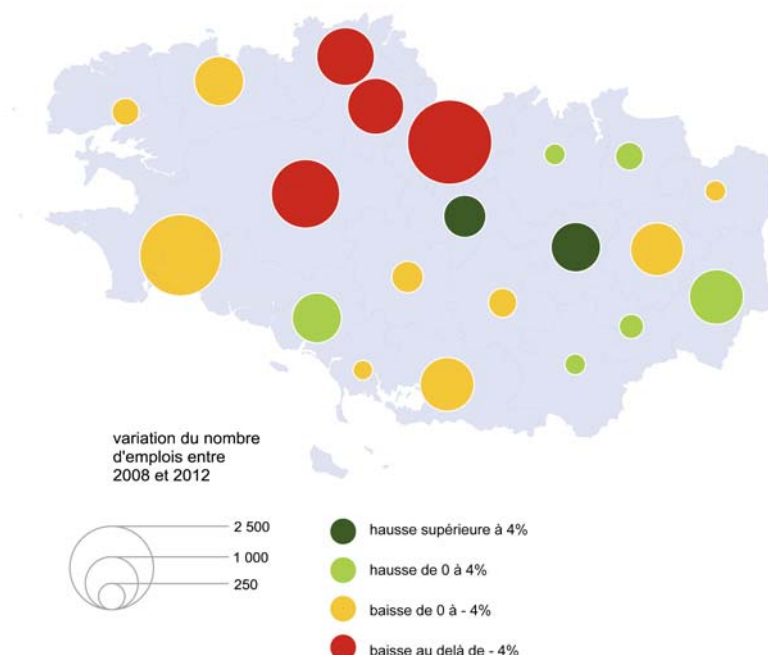 variation du nombre
d'emplois entre
2008 et 2012
2 500
1 000
250
hausse supérieure à 4%
hausse de 0 à 4%
baisse de 0 à - 4%
baisse au delà de - 4%